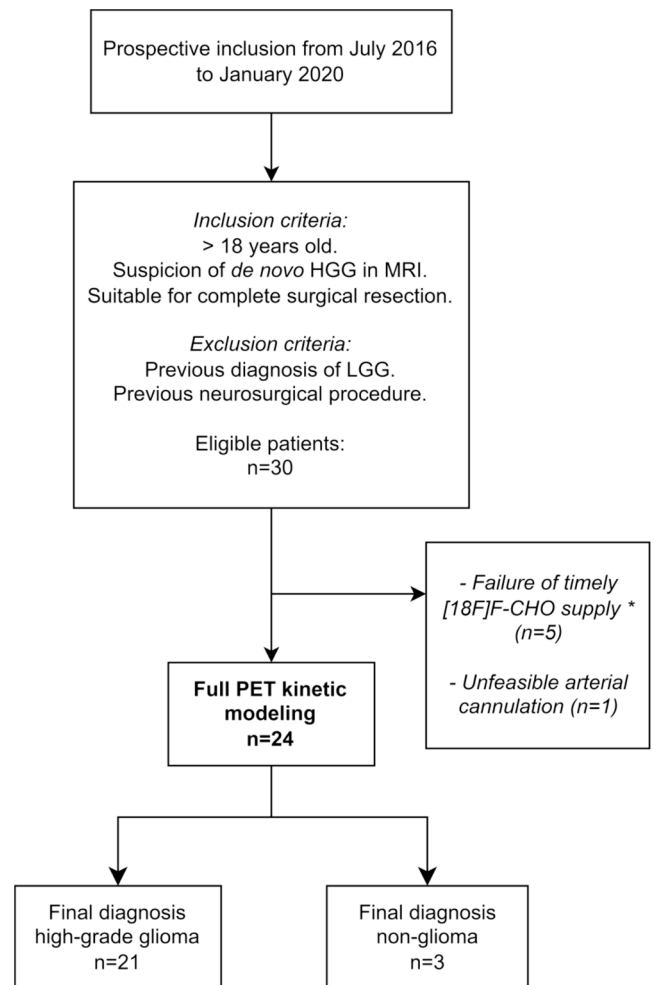 Prospective inclusion from July 2016
to January 2020
Inclusion criteria:
> 18 years old.
Suspicion of de novo HGG in MRI.
Suitable for complete surgical resection.
Exclusion criteria:
Previous diagnosis of LGG.
Previous neurosurgical procedure.
Eligible patients:
n=30
- Failure of timely
[18F]F-CHO supply *
(n=5)
- Unfeasible arterial
cannulation (n=1)
Full PET kinetic
modeling
n=24
Final diagnosis
high-grade glioma
n=21
Final diagnosis
non-glioma
n=3